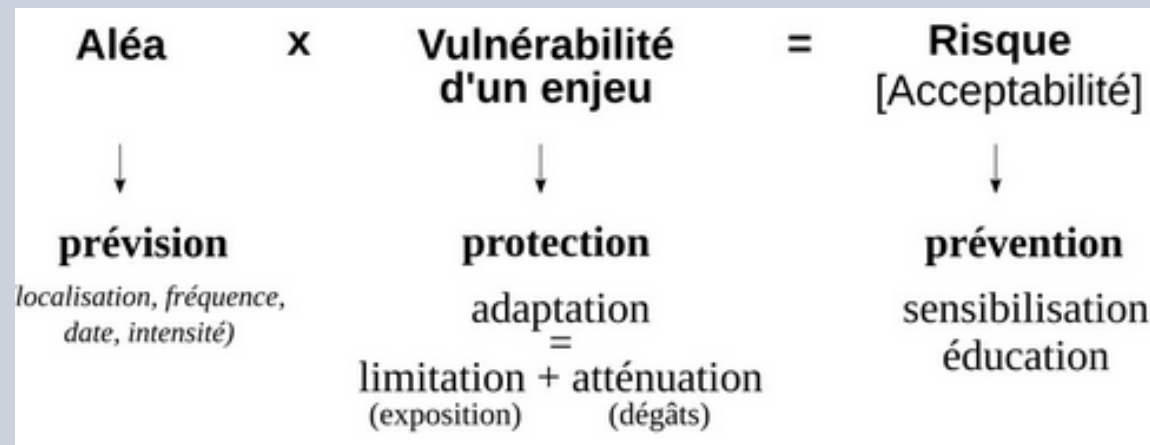 Aléa x Vulnérabilité d'un enjeu = Risque [Acceptabilité]
prévision
localisation, fréquence,
date, intensité)
protection
adaptation
=
limitation + atténuation
(exposition) (dégâts)
prévention
sensibilisation
éducation